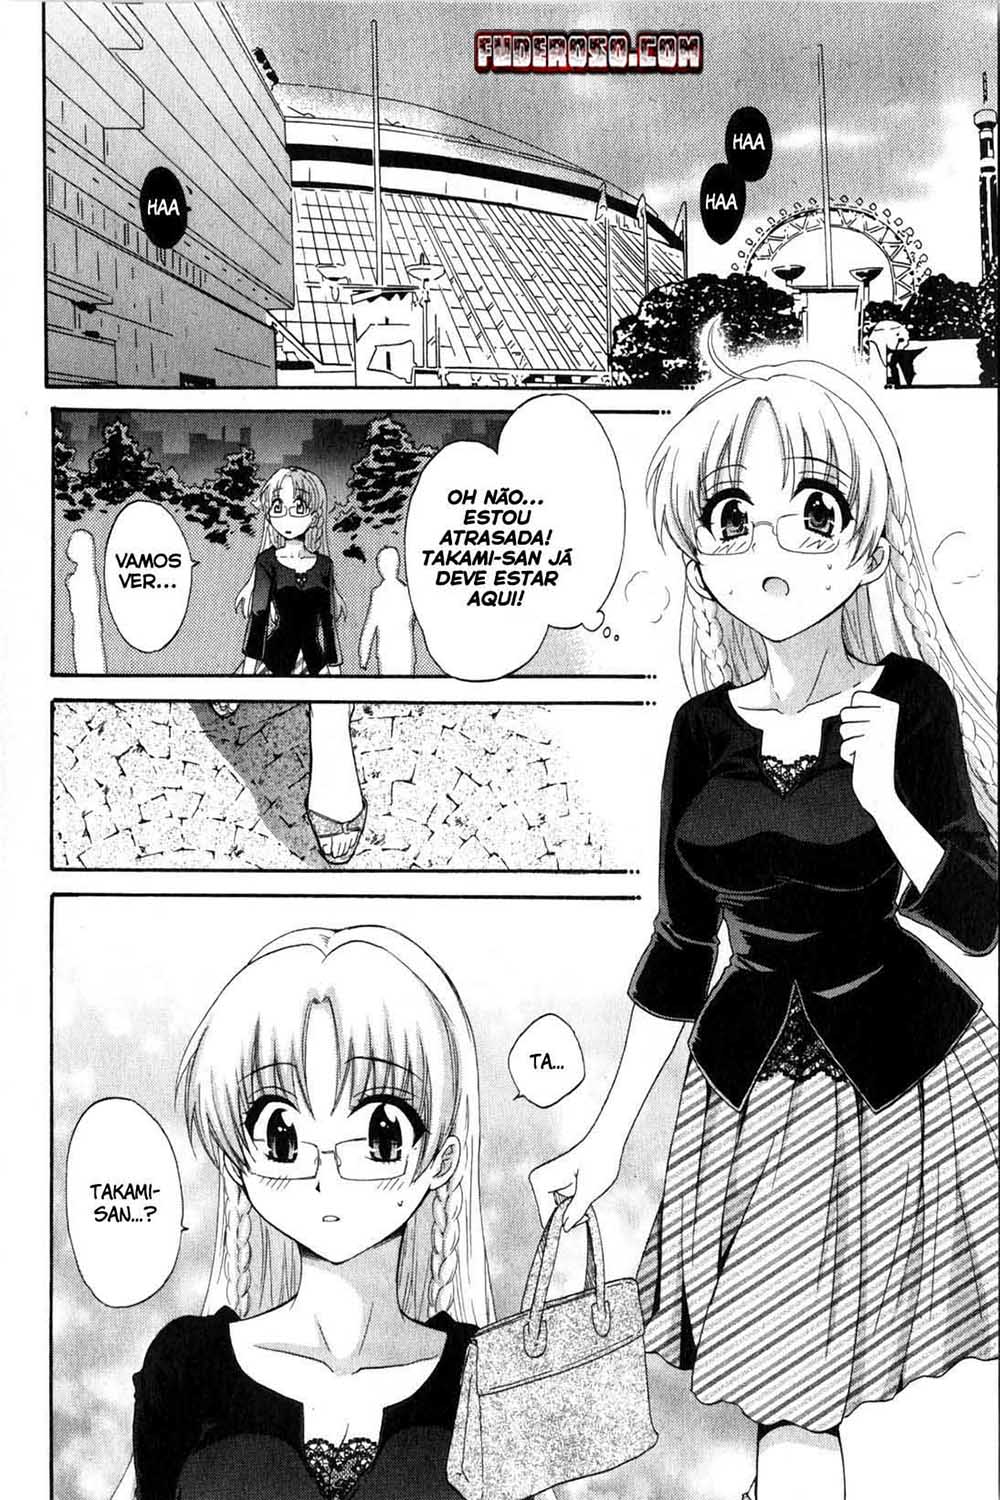 FUDEROSO.COM
HAA
HAA
HAA
OH NÃO...
ESTOU
ATRASADA!
TAKAMI-SAN JÁ
DEVE ESTAR
AQUI!
VAMOS
VER...
TA...
TAKAMI-
SAN...?